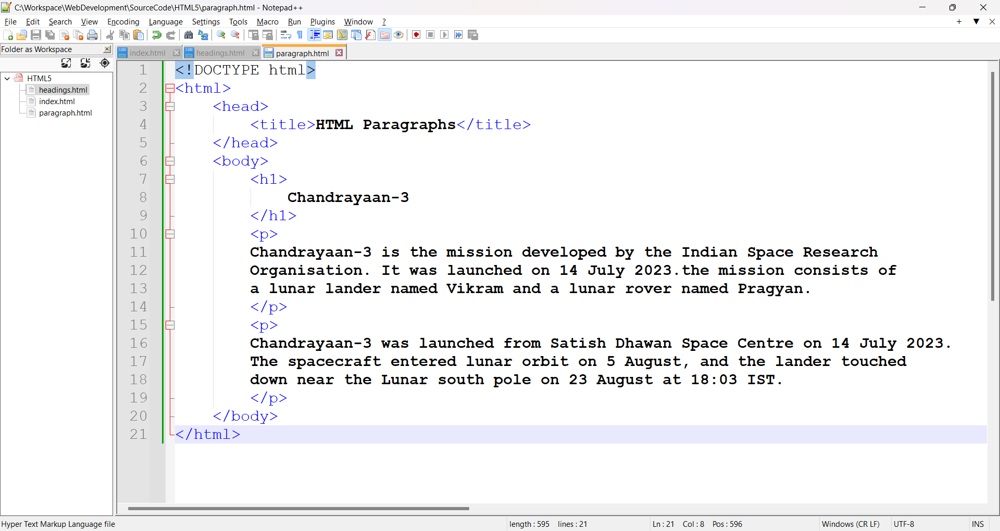 C:\Workspace\WebDevelopment\SourceCode\HTML5\paragraph.html - Notepad++
File Edit Search View Encoding Language Settings Tools Macro Run Plugins Window ?
Folder as Workspace
index.html headings.html paragraph.html
HTML5
headings.html
index.html
paragraph.html
1 <!DOCTYPE html>
2 <html>
3 <head>
4 <title>HTML Paragraphs</title>
5 </head>
6 <body>
7 <h1>
8 Chandrayaan-3
9 </h1>
10 <p>
11 Chandrayaan-3 is the mission developed by the Indian Space Research
12 Organisation. It was launched on 14 July 2023.the mission consists of
13 a lunar lander named Vikram and a lunar rover named Pragyan.
14 </p>
15 <p>
16 Chandrayaan-3 was launched from Satish Dhawan Space Centre on 14 July 2023.
17 The spacecraft entered lunar orbit on 5 August, and the lander touched
18 down near the Lunar south pole on 23 August at 18:03 IST.
19 </p>
20 </body>
21 </html>
Hyper Text Markup Language file length : 595 lines : 21 Ln : 21 Col : 8 Pos : 596 Windows (CR LF) UTF-8 INS